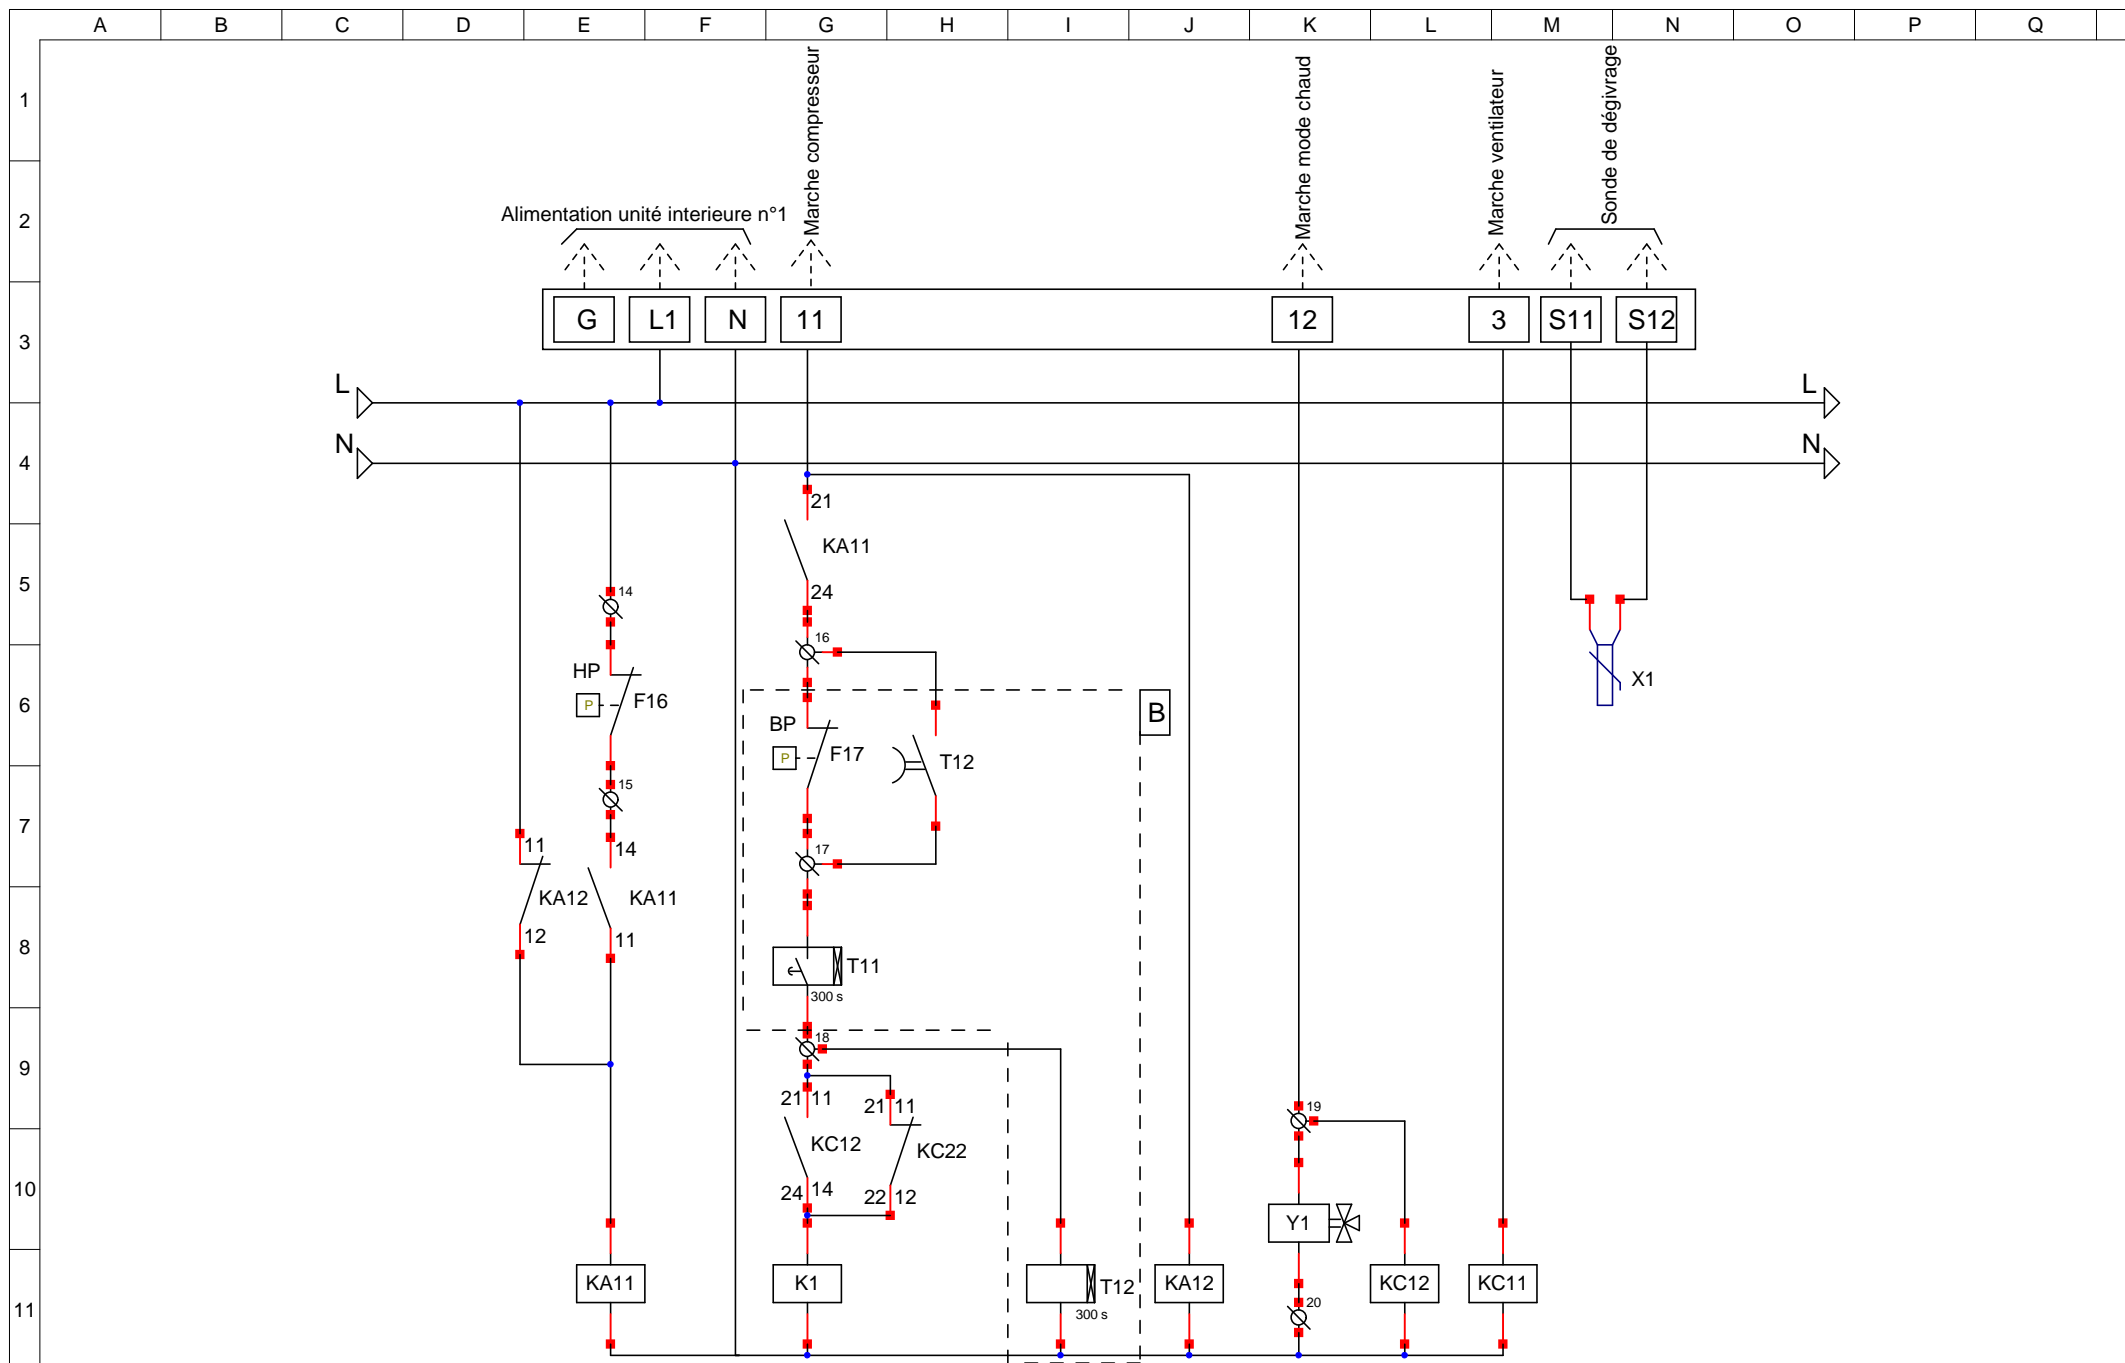 A B C D E F G H I J K L M N O P Q
1
Marche compresseur
Marche mode chaud
Marche ventilateur
Sonde de dégivrage
2
Alimentation unité interieure n°1
3
G L1 N 11 12 3 S11 S12
L L
N N
4
21
KA11
5
24
14
16
HP
F16
P
X1
6
B
BP
F17
P
T12
15
7
17
11
14
KA12
KA11
12
11
8
T11
300 s
18
9
21 11
21 11
19
KC12
KC22
10
24 14
22 12
Y1
KA11
K1
T12
300 s
KA12
KC12
KC11
20
11